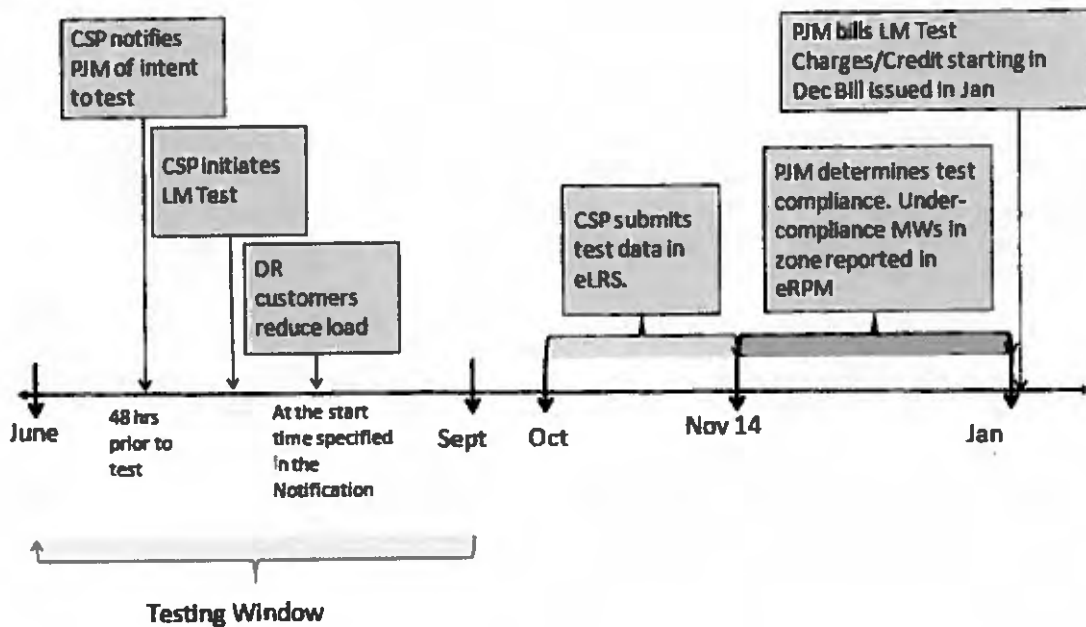 CSP notifies
PJM of intent
to test
CSP initiates
LM Test
DR
customers
reduce load
CSP submits
test data in
eLRS.
PJM determines test
compliance. Under-
compliance MWs in
zone reported in
eRPM
PJM bills LM Test
Charges/Credit starting in
Dec Bill issued in Jan
June
48 hrs
prior to
test
At the start
time specified
in the
Notification
Sept
Oct
Nov 14
Jan
Testing Window